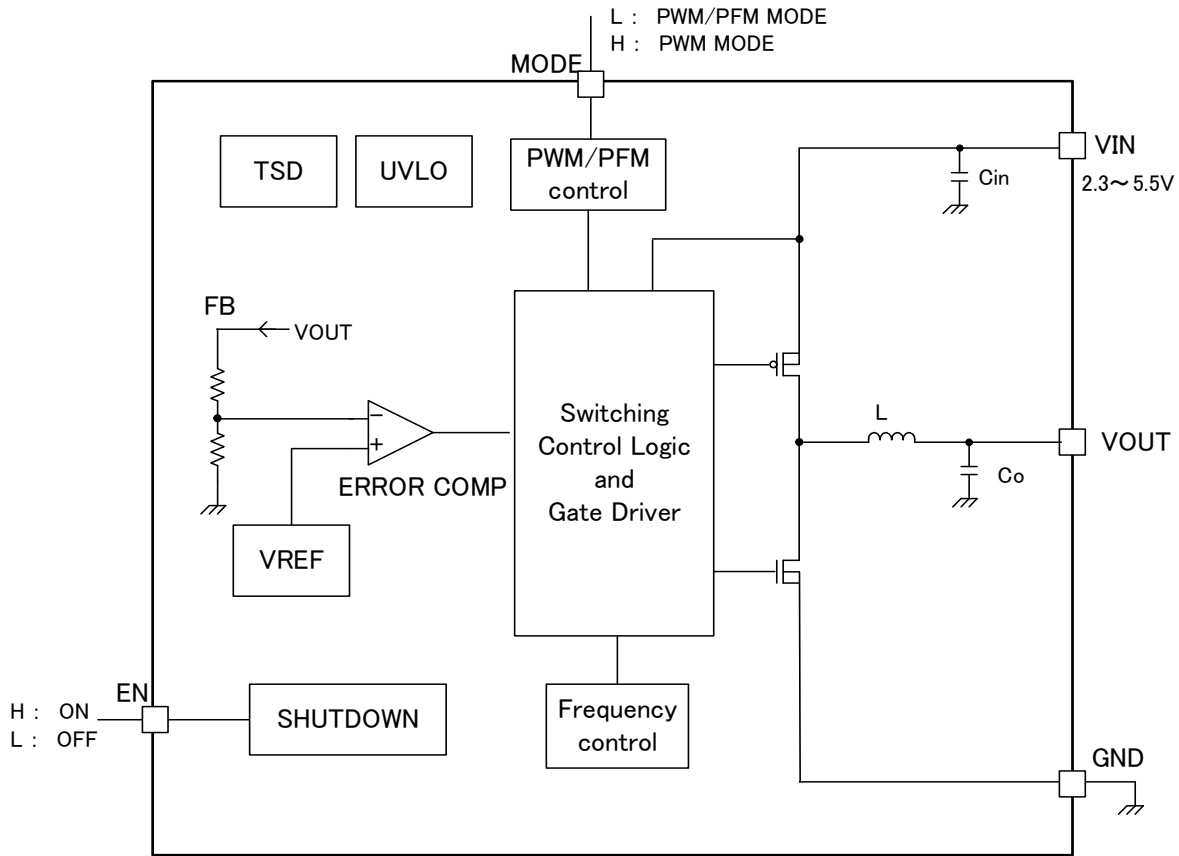 L : PWM/PFM MODE
H : PWM MODE
MODE
TSD
UVLO
PWM/PFM
control
VIN
2.3～5.5V
Cin
FB
VOUT
ERROR COMP
VREF
Switching
Control Logic
and
Gate Driver
L
VOUT
Co
EN
H : ON
L : OFF
SHUTDOWN
Frequency
control
GND